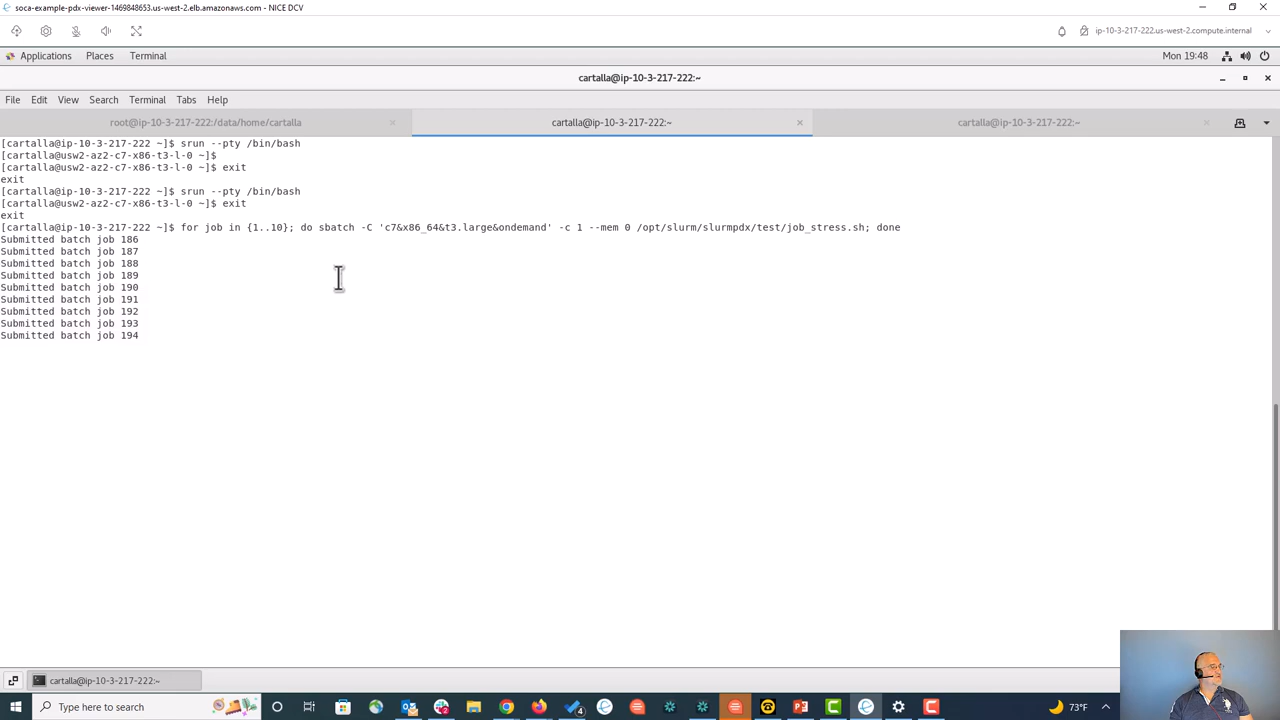 soca-example-pdx-viewer-1469848653.us-west-2.elb.amazonaws.com - NICE DCV
ip-10-3-217-222.us-west-2.compute.internal
Applications Places Terminal Mon 19:48
cartalla@ip-10-3-217-222:~
File Edit View Search Terminal Tabs Help
root@ip-10-3-217-222:/data/home/cartalla cartalla@ip-10-3-217-222:~ cartalla@ip-10-3-217-222:~
[cartalla@ip-10-3-217-222 ~]$ srun --pty /bin/bash
[cartalla@usw2-az2-c7-x86-t3-l-0 ~]$
[cartalla@usw2-az2-c7-x86-t3-l-0 ~]$ exit
exit
[cartalla@ip-10-3-217-222 ~]$ srun --pty /bin/bash
[cartalla@usw2-az2-c7-x86-t3-l-0 ~]$ exit
exit
[cartalla@ip-10-3-217-222 ~]$ for job in {1..10}; do sbatch -C 'c7&x86_64&t3.large&ondemand' -c 1 --mem 0 /opt/slurm/slurmpdx/test/job_stress.sh; done
Submitted batch job 186
Submitted batch job 187
Submitted batch job 188
Submitted batch job 189
Submitted batch job 190
Submitted batch job 191
Submitted batch job 192
Submitted batch job 193
Submitted batch job 194
cartalla@ip-10-3-217-222:~
Type here to search
73°F